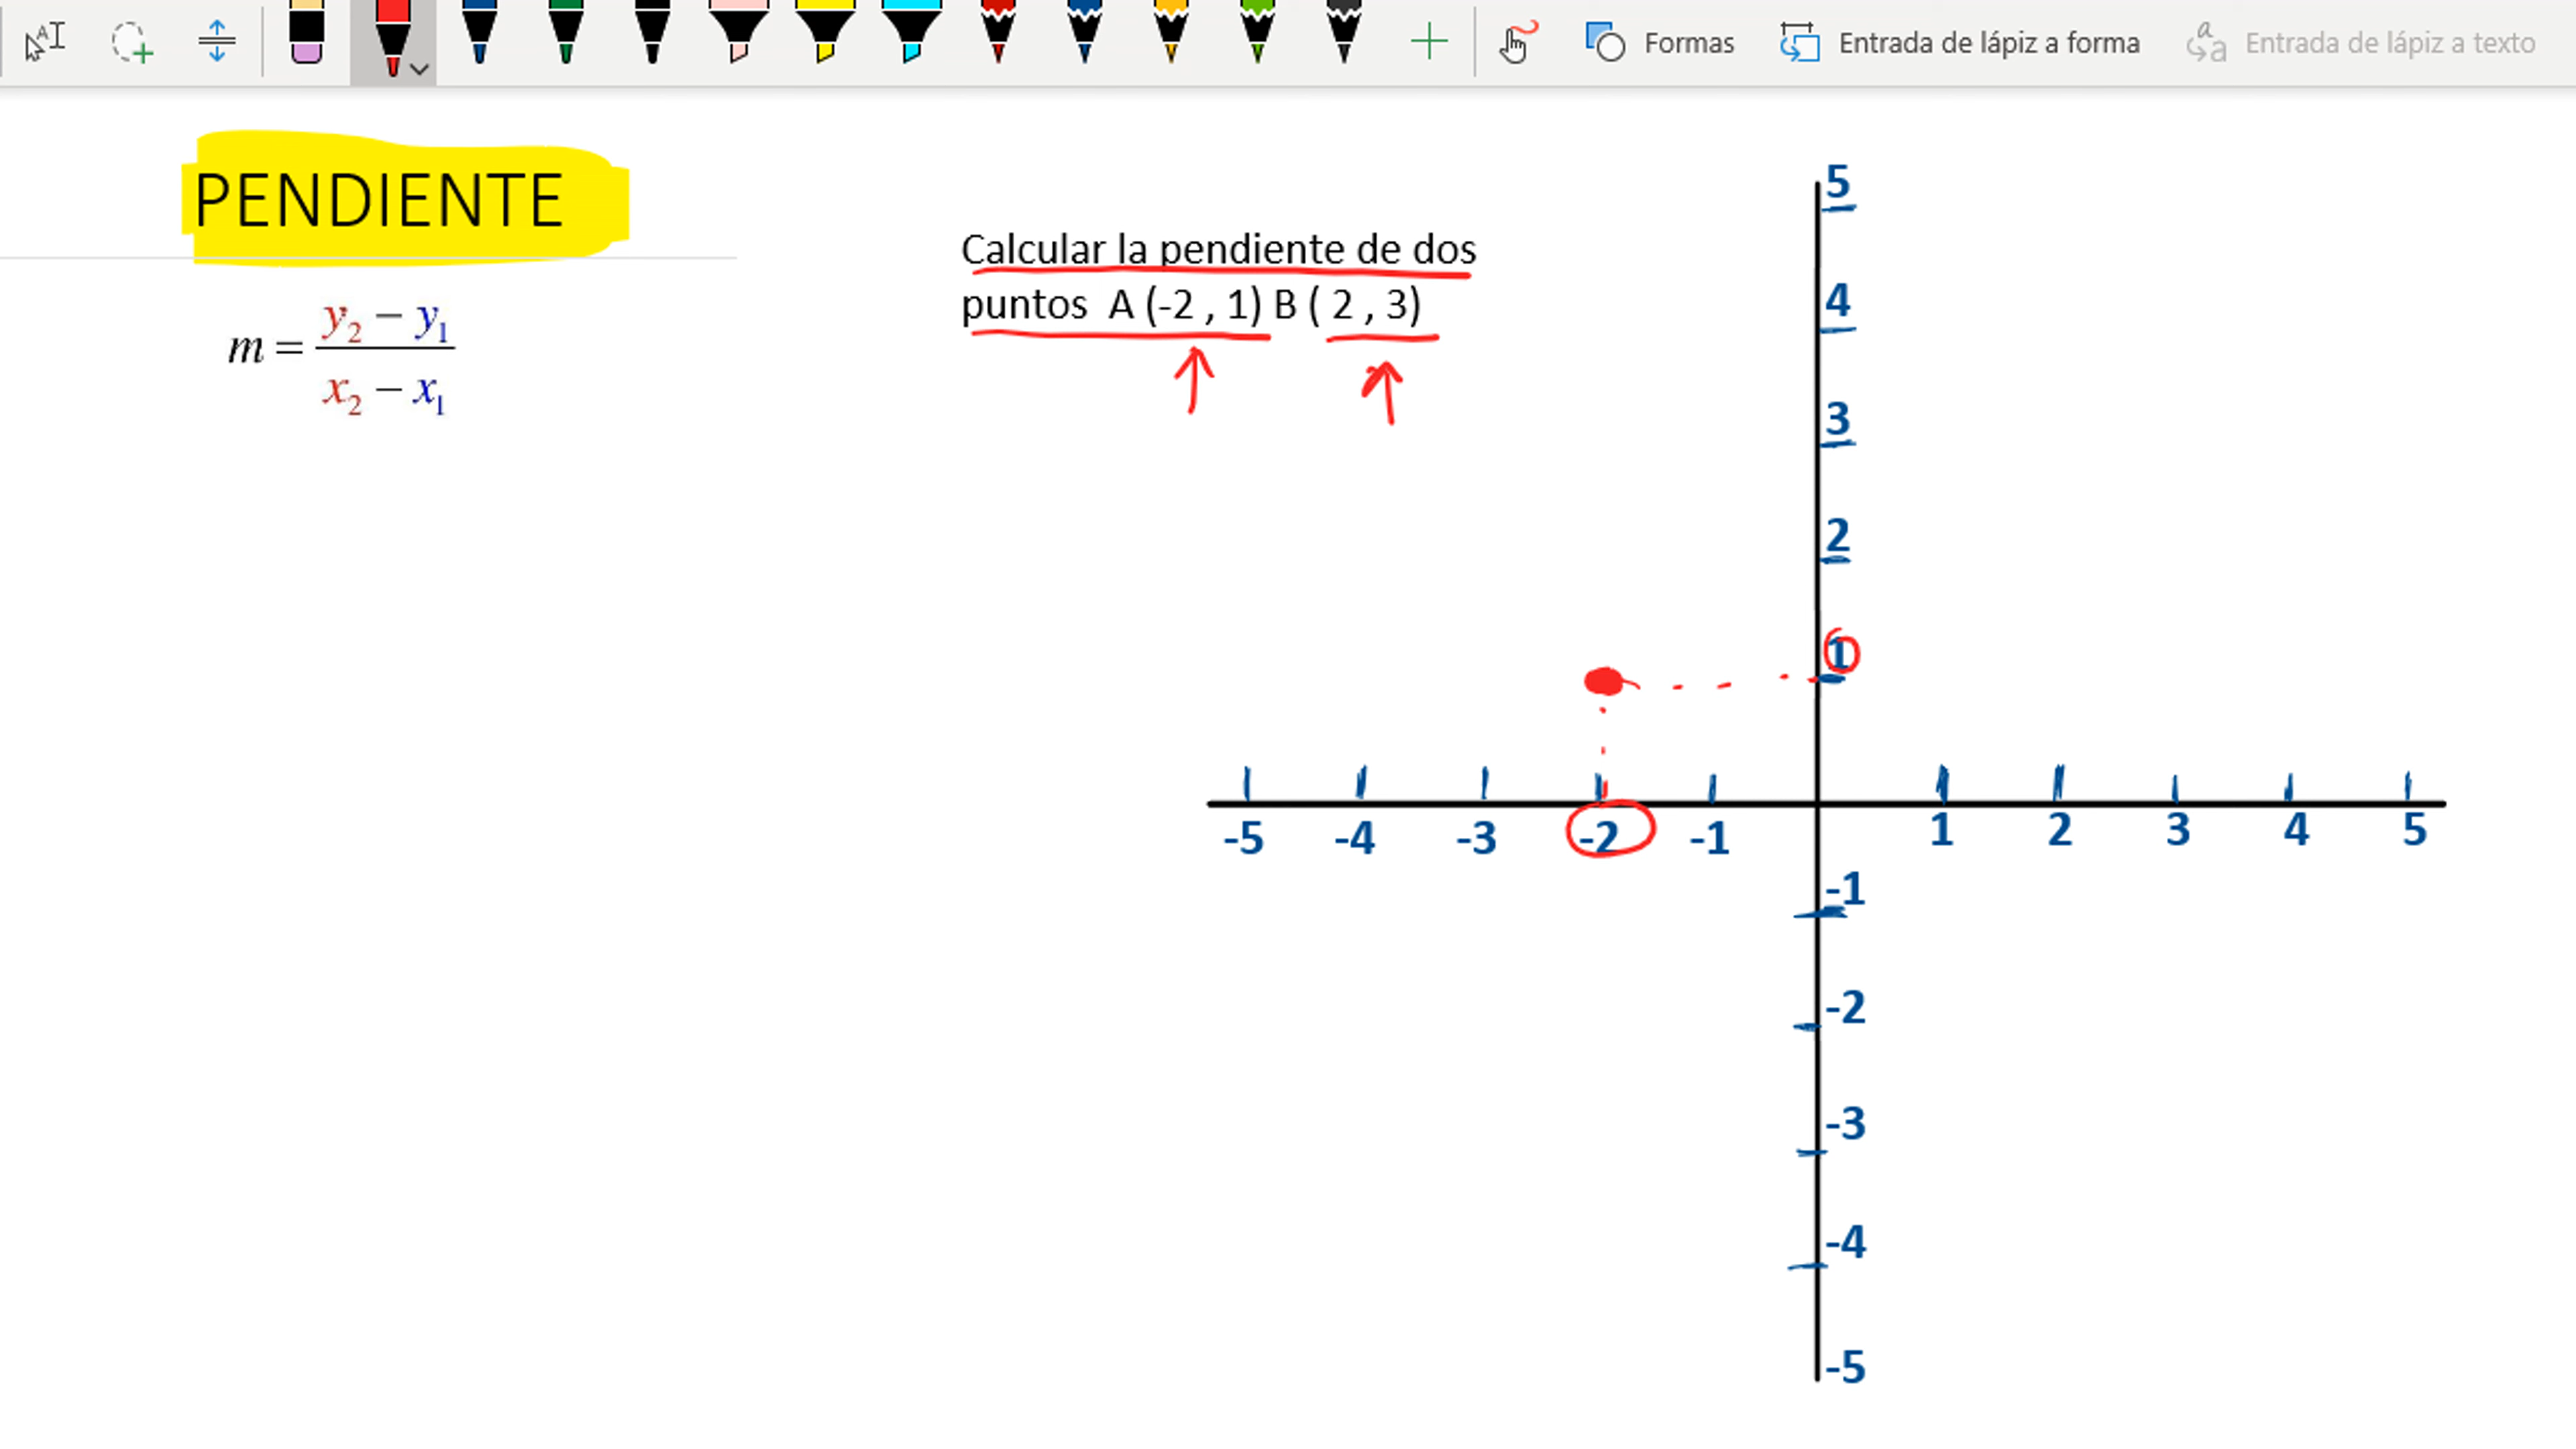 Formas Entrada de lápiz a forma Entrada de lápiz a texto
PENDIENTE
m = y₂ − y₁ / x₂ − x₁
Calcular la pendiente de dos
puntos A (-2 , 1) B ( 2 , 3)
5
4
3
2
1
-5 -4 -3 -2 -1 1 2 3 4 5
-1
-2
-3
-4
-5